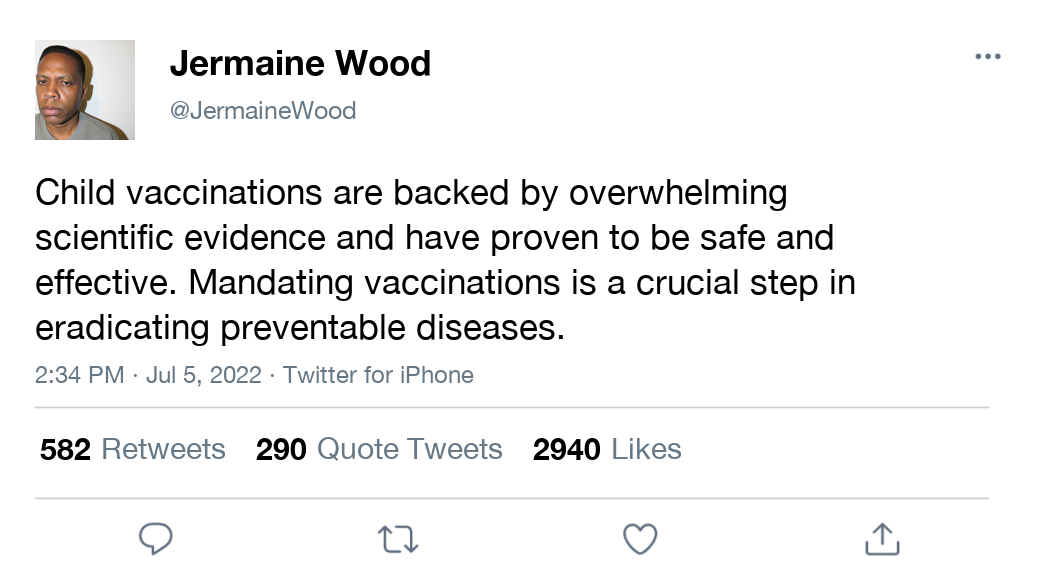 Jermaine Wood
@JermaineWood
Child vaccinations are backed by overwhelming
scientific evidence and have proven to be safe and
effective. Mandating vaccinations is a crucial step in
eradicating preventable diseases.
2:34 PM · Jul 5, 2022 · Twitter for iPhone
582 Retweets 290 Quote Tweets 2940 Likes